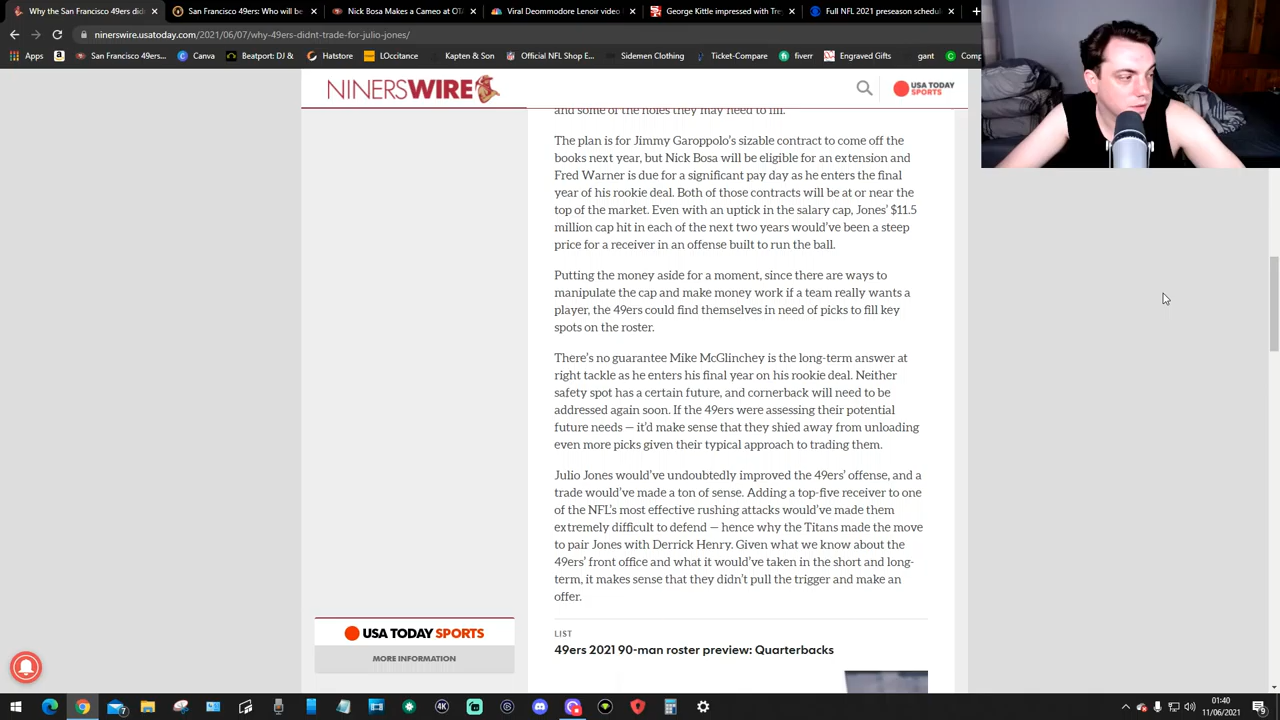 Why the 49ers did
San Francisco 49ers: Who will be
Nick Bosa Makes a Cameo at OTA
Viral Deommodore Len
George Kittle Impressed with Tre
Full NFL 2021 preseason schedul
ninerswire.usatoday.com/2021/06/07/why-49ers-didnt-trade-for-julio-jones/
Apps
San Francisco 49ers...
Canvas
Beatport: DJ &...
Hatstore
LOccitance
Kapten & Son
Official NFL Shop E...
Sidemen Clothing
Ticket-Compare
fiverr
Engraved Gifts
gant
Comp
NINERSWIRE
USA TODAY
SPORTS
and some of the holes they may need to fill.
The plan is for Jimmy Garoppolo's sizable contract to come off the
books next year, but Nick Bosa will be eligible for an extension and
Fred Warner is due for a significant pay day as he enters the final
year of his rookie deal. Both of those contracts will be at or near the
top of the market. Even with an uptick in the salary cap, Jones' $11.5
million cap hit in each of the next two years would've been a steep
price for a receiver in an offense built to run the ball.
Putting the money aside for a moment, since there are ways to
manipulate the cap and make money work if a team really wants a
player, the 49ers could find themselves in need of picks to fill key
spots on the roster.
There's no guarantee Mike McGlinchey is the long-term answer at
right tackle as he enters his final year on his rookie deal. Neither
safety spot has a certain future, and cornerback will need to be
addressed again soon. If the 49ers were assessing their potential
future needs — it'd make sense that they shied away from unloading
even more picks given their typical approach to trading them.
Julio Jones would've undoubtedly improved the 49ers' offense, and a
trade would've made a ton of sense. Adding a top-five receiver to one
of the NFL's most effective rushing attacks would've made them
extremely difficult to defend — hence why the Titans made the move
to pair Jones with Derrick Henry. Given what we know about the
49ers' front office and what it would've taken in the short and long-
term, it makes sense that they didn't pull the trigger and make an
offer.
LIST
49ers 2021 90-man roster preview: Quarterbacks
USA TODAY SPORTS
MORE INFORMATION
01:40
11/06/2021